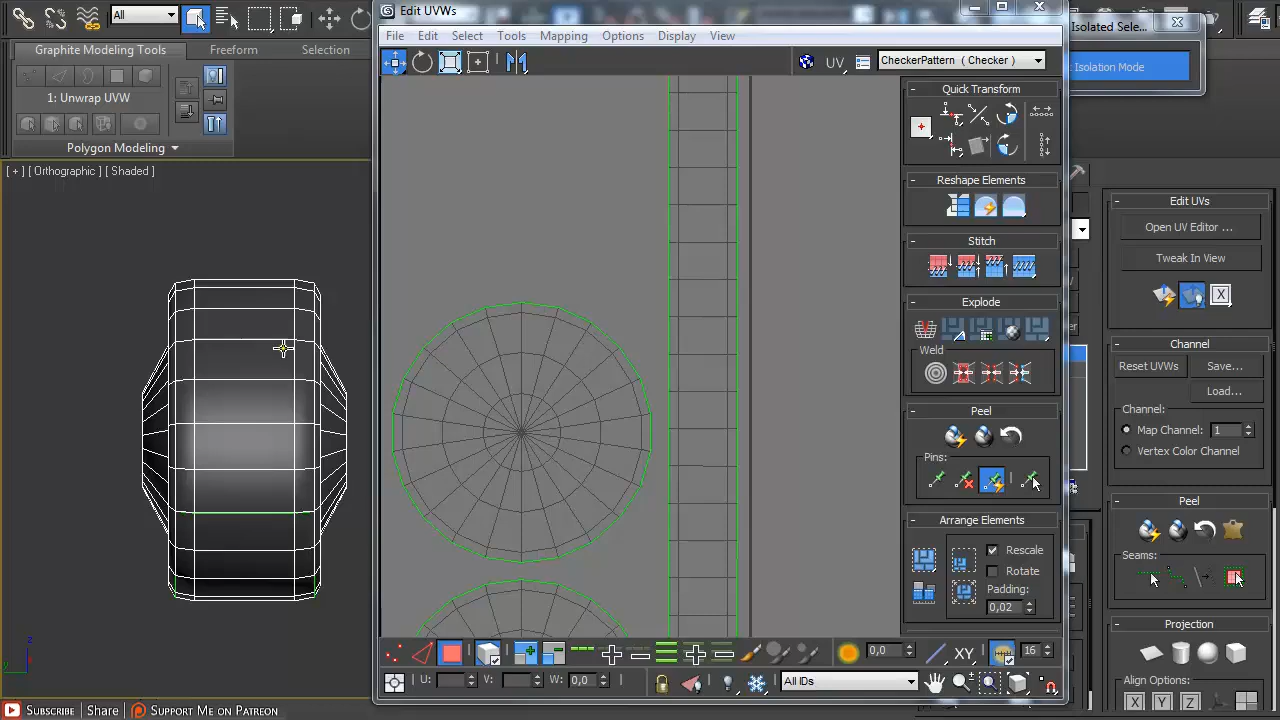 All
Edit UVWs
Isolated Selec...
Graphite Modeling Tools
Freeform
Selection
File Edit Select Tools Mapping Options Display View
UV
CheckerPattern ( Checker )
Isolation Mode
1: Unwrap UVW
Polygon Modeling
[ + ] [ Orthographic ] [ Shaded ]
Quick Transform
Reshape Elements
Stitch
Explode
Weld
Peel
Pins:
Arrange Elements
Rescale
Rotate
Padding:
0,02
Edit UVs
Open UV Editor ...
Tweak In View
Channel
Reset UVWs
Save...
Load...
Channel:
Map Channel: 1
Vertex Color Channel
Peel
Seams:
Projection
Align Options:
X Y Z
0,0
XY
16
U: V: W: 0,0
All IDs
z
y
Subscribe Share Support Me on Patreon